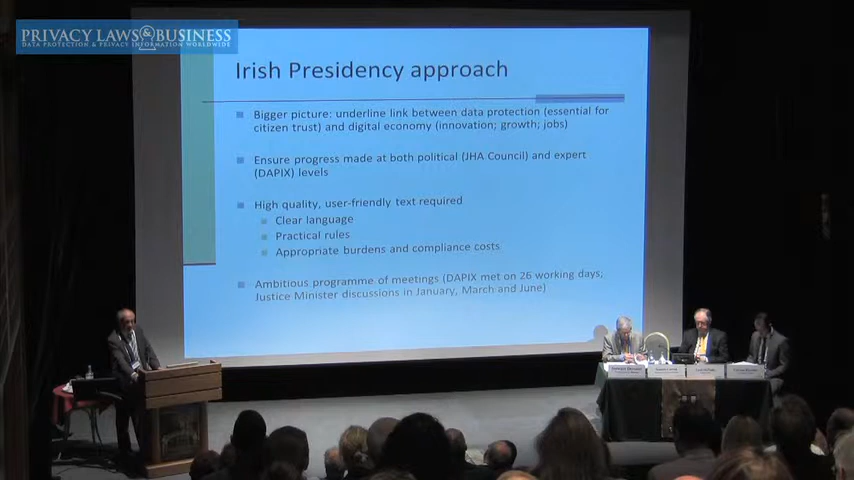 PRIVACY LAWS & BUSINESS
DATA PROTECTION & PRIVACY INFORMATION WORLDWIDE
Irish Presidency approach
Bigger picture: underline link between data protection (essential for
citizen trust) and digital economy (innovation; growth; jobs)
Ensure progress made at both political (JHA Council) and expert
(DAPIX) levels
High quality, user-friendly text required
Clear language
Practical rules
Appropriate burdens and compliance costs
Ambitious programme of meetings (DAPIX met on 26 working days;
Justice Minister discussions in January, March and June)